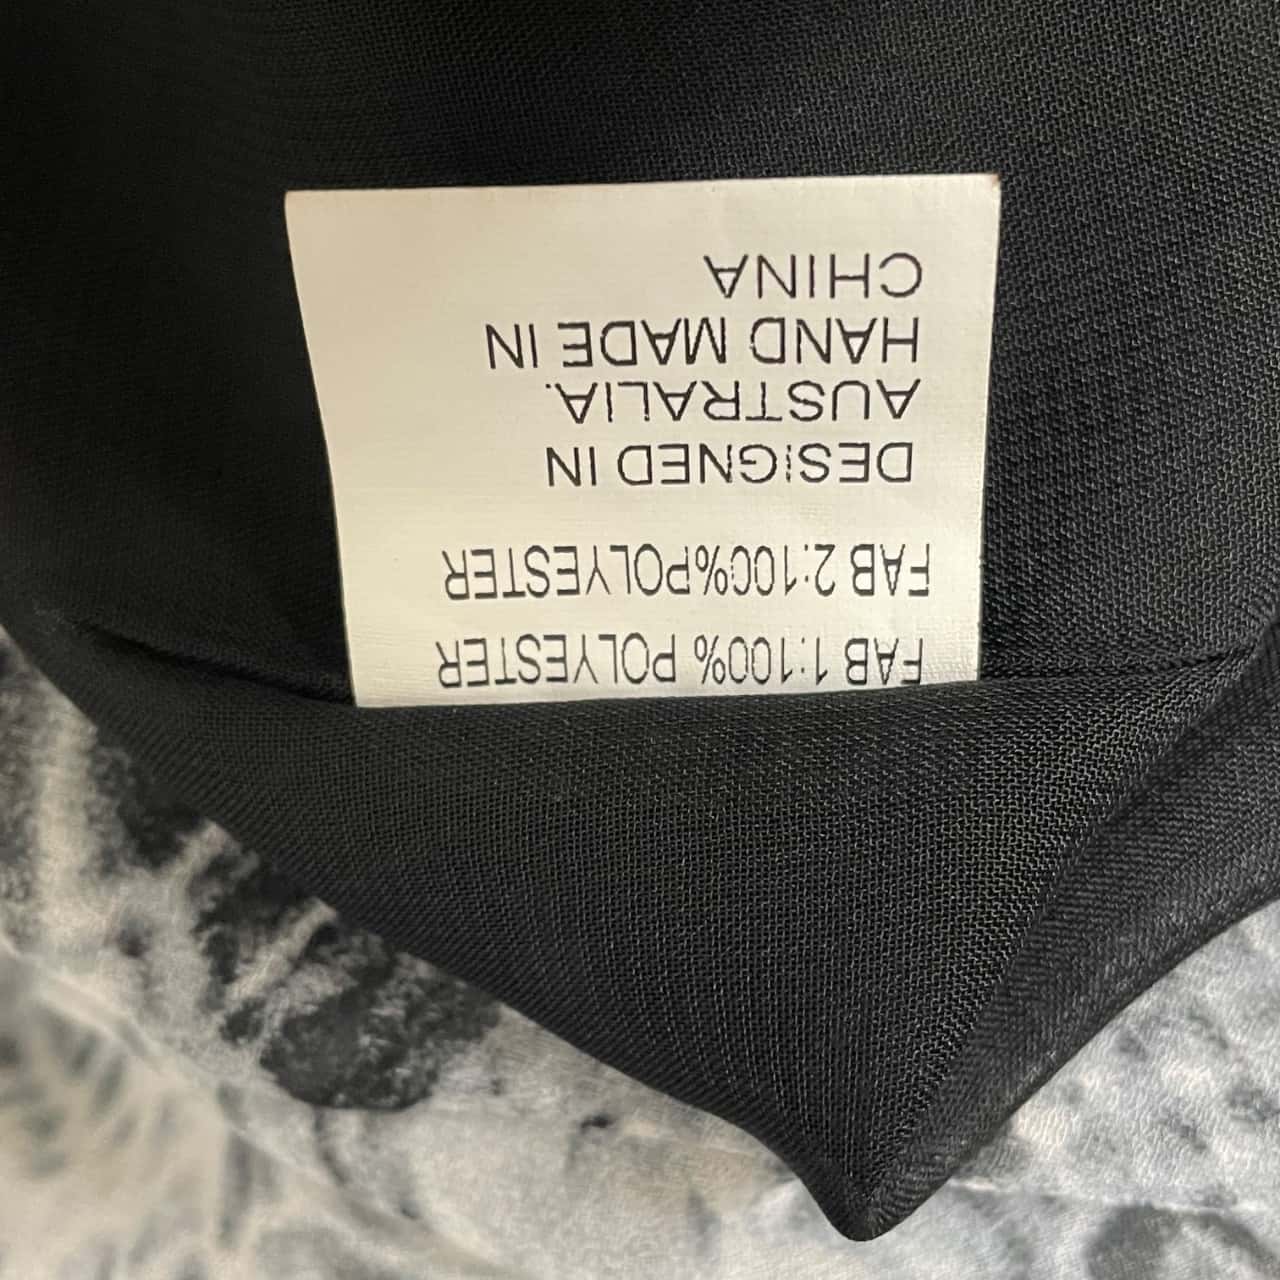 FAB 1:100% POLYESTER
FAB 2:100%POLYESTER
DESIGNED IN
AUSTRALIA.
HAND MADE IN
CHINA